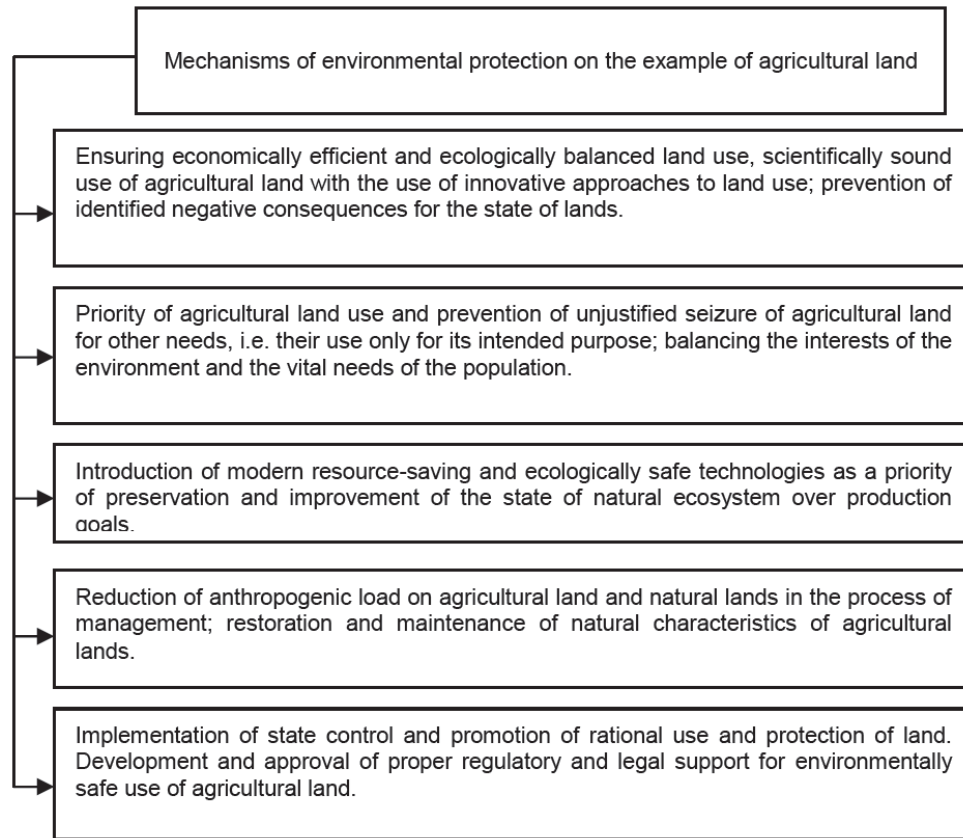 Mechanisms of environmental protection on the example of agricultural land
Ensuring economically efficient and ecologically balanced land use, scientifically sound
use of agricultural land with the use of innovative approaches to land use; prevention of
identified negative consequences for the state of lands.
Priority of agricultural land use and prevention of unjustified seizure of agricultural land
for other needs, i.e. their use only for its intended purpose; balancing the interests of the
environment and the vital needs of the population.
Introduction of modern resource-saving and ecologically safe technologies as a priority
of preservation and improvement of the state of natural ecosystem over production
goals.
Reduction of anthropogenic load on agricultural land and natural lands in the process of
management; restoration and maintenance of natural characteristics of agricultural
lands.
Implementation of state control and promotion of rational use and protection of land.
Development and approval of proper regulatory and legal support for environmentally
safe use of agricultural land.